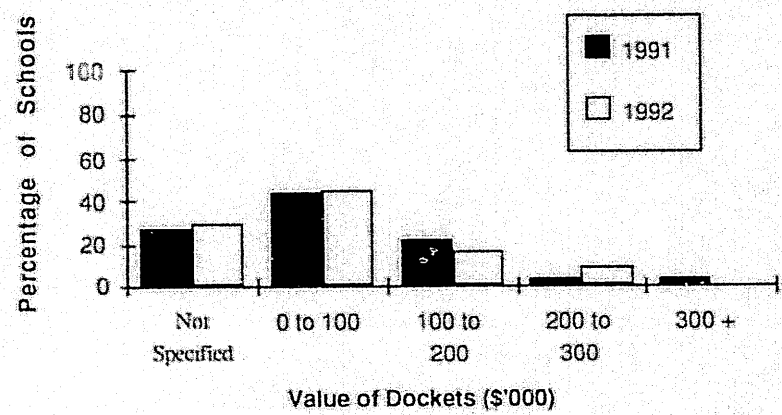 Percentage of Schools
1991
1992
100
80
60
40
20
0
Not Specified
0 to 100
100 to 200
200 to 300
300 +
Value of Dockets ($'000)